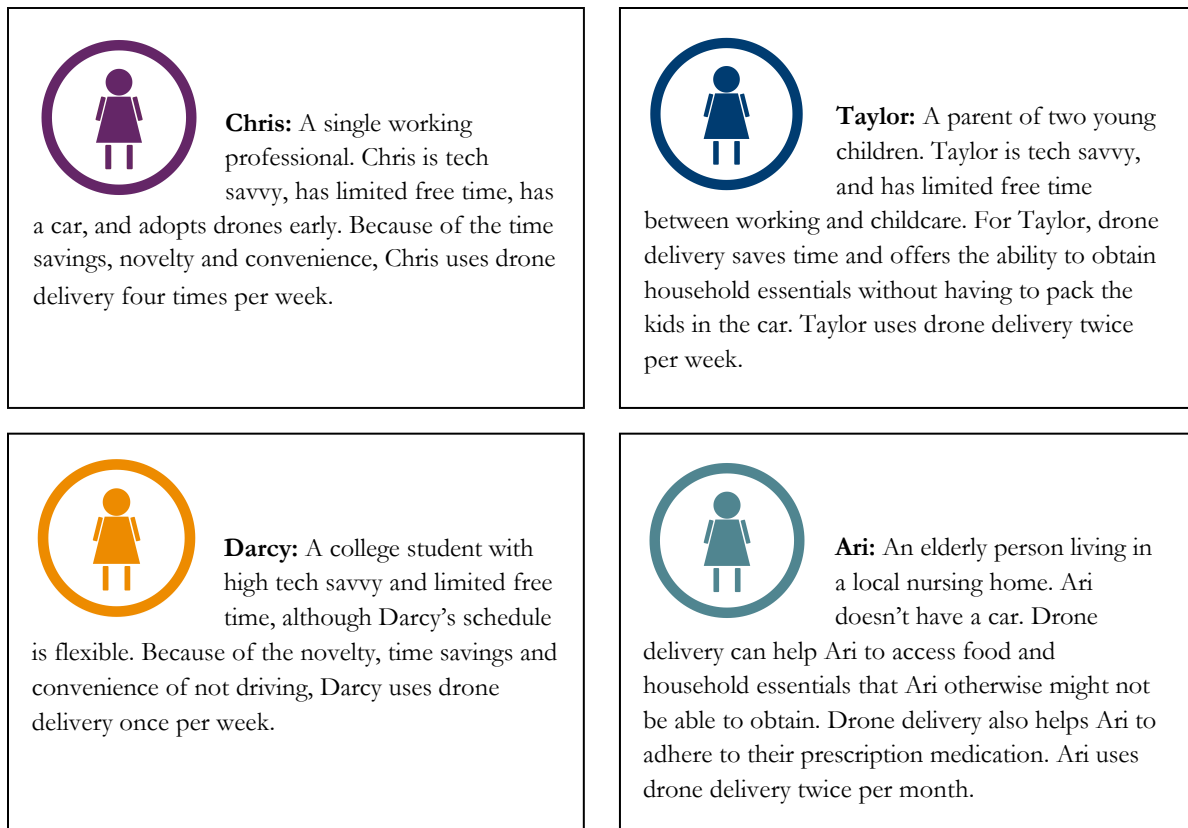 Chris: A single working
professional. Chris is tech
savvy, has limited free time, has
a car, and adopts drones early. Because of the time
savings, novelty and convenience, Chris uses drone
delivery four times per week.
Taylor: A parent of two young
children. Taylor is tech savvy,
and has limited free time
between working and childcare. For Taylor, drone
delivery saves time and offers the ability to obtain
household essentials without having to pack the
kids in the car. Taylor uses drone delivery twice
per week.
Darcy: A college student with
high tech savvy and limited free
time, although Darcy’s schedule
is flexible. Because of the novelty, time savings and
convenience of not driving, Darcy uses drone
delivery once per week.
Ari: An elderly person living in
a local nursing home. Ari
doesn’t have a car. Drone
delivery can help Ari to access food and
household essentials that Ari otherwise might not
be able to obtain. Drone delivery also helps Ari to
adhere to their prescription medication. Ari uses
drone delivery twice per month.